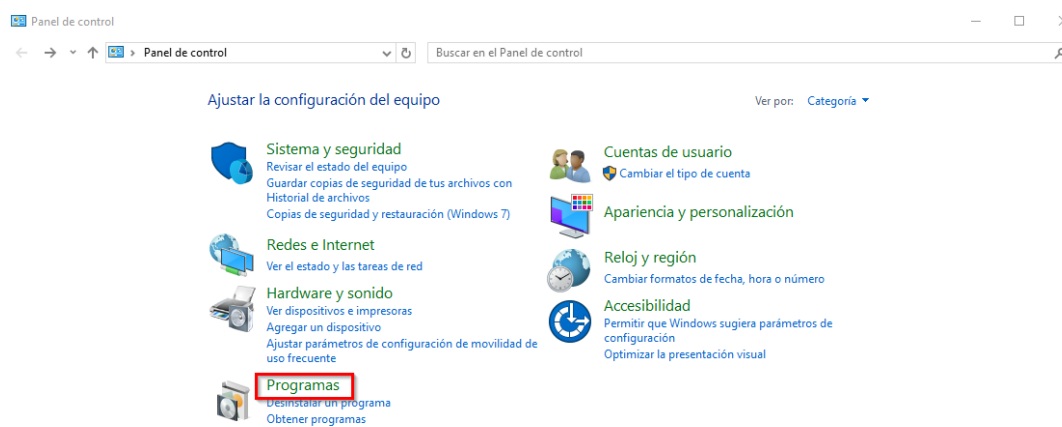 Panel de control
Panel de control
Buscar en el Panel de control
Ajustar la configuración del equipo
Ver por: Categoría
Sistema y seguridad
Revisar el estado del equipo
Guardar copias de seguridad de tus archivos con
Historial de archivos
Copias de seguridad y restauración (Windows 7)
Redes e Internet
Ver el estado y las tareas de red
Hardware y sonido
Ver dispositivos e impresoras
Agregar un dispositivo
Ajustar parámetros de configuración de movilidad de
uso frecuente
Programas
Desinstalar un programa
Obtener programas
Cuentas de usuario
Cambiar el tipo de cuenta
Apariencia y personalización
Reloj y región
Cambiar formatos de fecha, hora o número
Accesibilidad
Permitir que Windows sugiera parámetros de
configuración
Optimizar la presentación visual